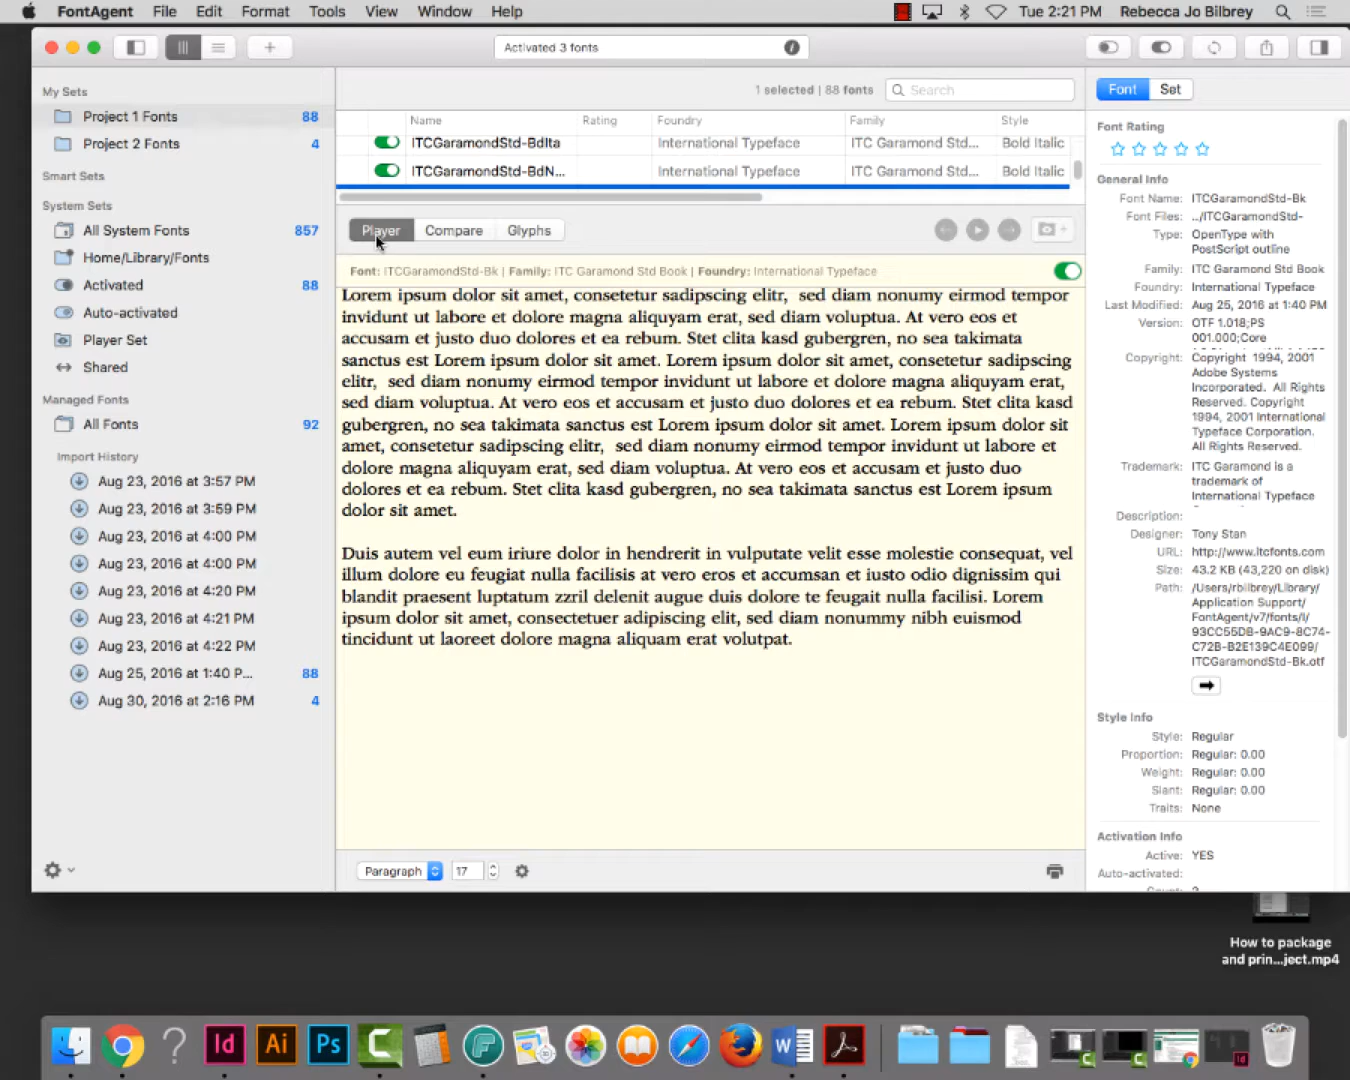 FontAgent File Edit Format Tools View Window Help Tue 2:21 PM Rebecca Jo Bilbrey
Activated 3 fonts
My Sets
Project 1 Fonts 88
Project 2 Fonts 4
Smart Sets
System Sets
All System Fonts 857
Home/Library/Fonts
Activated 88
Auto-activated
Player Set
Shared
Managed Fonts
All Fonts 92
Import History
Aug 23, 2016 at 3:57 PM
Aug 23, 2016 at 3:59 PM
Aug 23, 2016 at 4:00 PM
Aug 23, 2016 at 4:00 PM
Aug 23, 2016 at 4:20 PM
Aug 23, 2016 at 4:21 PM
Aug 23, 2016 at 4:22 PM
Aug 25, 2016 at 1:40 P... 88
Aug 30, 2016 at 2:16 PM 4
1 selected | 88 fonts Search
Name Rating Foundry Family Style
ITCGaramondStd-BdIta International Typeface ITC Garamond Std... Bold Italic
ITCGaramondStd-BdN... International Typeface ITC Garamond Std... Bold Italic
Player Compare Glyphs
Font: ITCGaramondStd-Bk | Family: ITC Garamond Std Book | Foundry: International Typeface
Lorem ipsum dolor sit amet, consetetur sadipscing elitr, sed diam nonumy eirmod tempor
invidunt ut labore et dolore magna aliquyam erat, sed diam voluptua. At vero eos et
accusam et justo duo dolores et ea rebum. Stet clita kasd gubergren, no sea takimata
sanctus est Lorem ipsum dolor sit amet. Lorem ipsum dolor sit amet, consetetur sadipscing
elitr, sed diam nonumy eirmod tempor invidunt ut labore et dolore magna aliquyam erat,
sed diam voluptua. At vero eos et accusam et justo duo dolores et ea rebum. Stet clita kasd
gubergren, no sea takimata sanctus est Lorem ipsum dolor sit amet. Lorem ipsum dolor sit
amet, consetetur sadipscing elitr, sed diam nonumy eirmod tempor invidunt ut labore et
dolore magna aliquyam erat, sed diam voluptua. At vero eos et accusam et justo duo
dolores et ea rebum. Stet clita kasd gubergren, no sea takimata sanctus est Lorem ipsum
dolor sit amet.
Duis autem vel eum iriure dolor in hendrerit in vulputate velit esse molestie consequat, vel
illum dolore eu feugiat nulla facilisis at vero eros et accumsan et iusto odio dignissim qui
blandit praesent luptatum zzril delenit augue duis dolore te feugait nulla facilisi. Lorem
ipsum dolor sit amet, consectetuer adipiscing elit, sed diam nonummy nibh euismod
tincidunt ut laoreet dolore magna aliquam erat volutpat.
Paragraph 17
Font Set
Font Rating
General Info
Font Name: ITCGaramondStd-Bk
Font Files: ../ITCGaramondStd-
Type: OpenType with
PostScript outline
Family: ITC Garamond Std Book
Foundry: International Typeface
Last Modified: Aug 25, 2016 at 1:40 PM
Version: OTF 1.018;PS
001.000;Core
Copyright: Copyright 1994, 2001
Adobe Systems
Incorporated. All Rights
Reserved. Copyright
1994, 2001 International
Typeface Corporation.
All Rights Reserved.
Trademark: ITC Garamond is a
trademark of
International Typeface
Description:
Designer: Tony Stan
URL: http://www.itcfonts.com
Size: 43.2 KB (43,220 on disk)
Path: /Users/rbilbrey/Library/
Application Support/
FontAgent/v7/fonts/I/
93CC55DB-9AC9-8C74-
C72B-B2E139C4E099/
ITCGaramondStd-Bk.otf
Style Info
Style: Regular
Proportion: Regular: 0.00
Weight: Regular: 0.00
Slant: Regular: 0.00
Traits: None
Activation Info
Active: YES
Auto-activated:
How to package
and prin...ject.mp4
Id Ai Ps C W